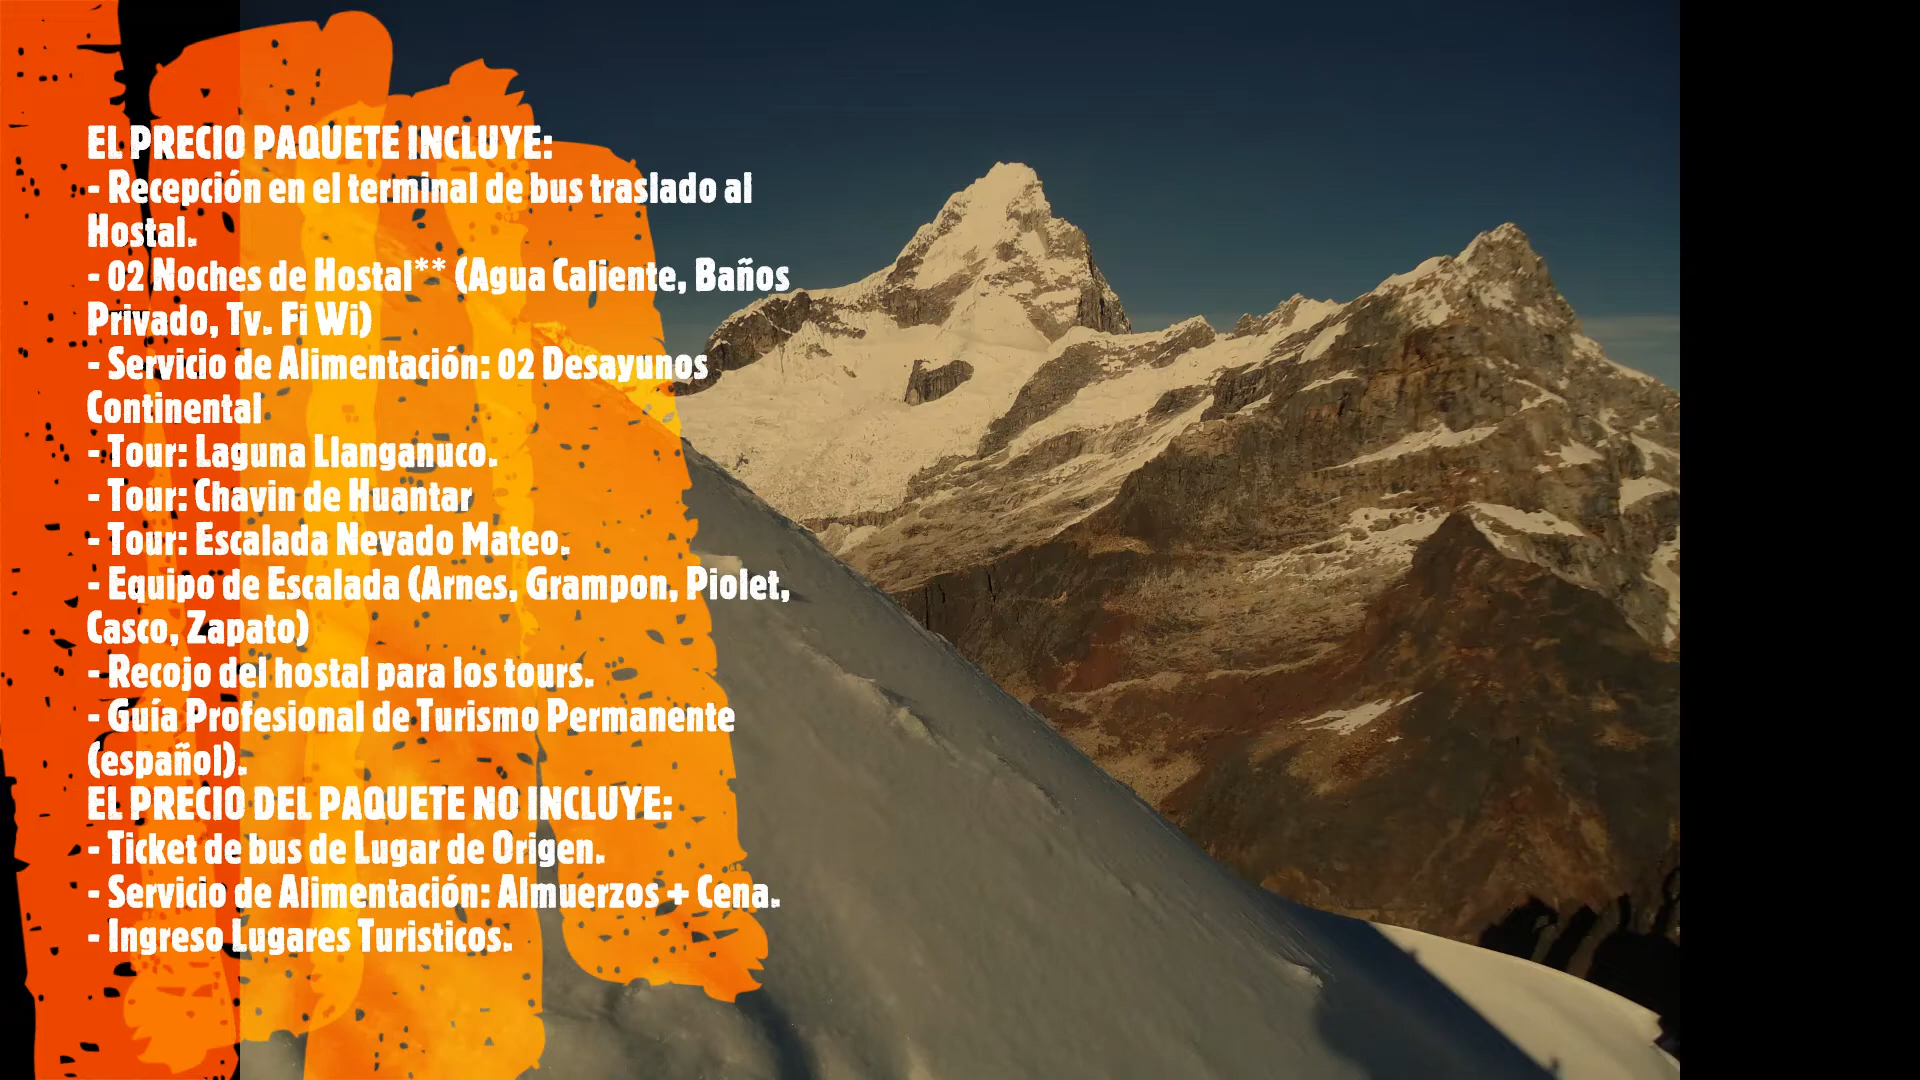 EL PRECIO PAQUETE INCLUYE:
- Recepción en el terminal de bus traslado al
Hostal.
- 02 Noches de Hostal** (Agua Caliente, Baños
Privado, Tv. Fi Wi)
- Servicio de Alimentación: 02 Desayunos
Continental
- Tour: Laguna Llanganuco.
- Tour: Chavin de Huantar
- Tour: Escalada Nevado Mateo.
- Equipo de Escalada (Arnes, Grampon, Piolet,
Casco, Zapato)
- Recojo del hostal para los tours.
- Guía Profesional de Turismo Permanente
(español).
EL PRECIO DEL PAQUETE NO INCLUYE:
- Ticket de bus de Lugar de Origen.
- Servicio de Alimentación: Almuerzos + Cena.
- Ingreso Lugares Turisticos.